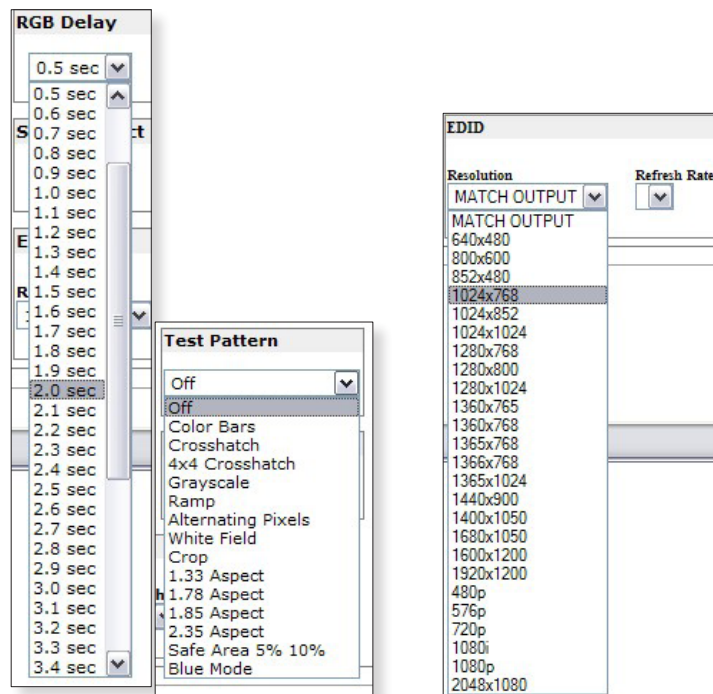 RGB Delay
0.5 sec
0.5 sec
0.6 sec
0.7 sec
0.8 sec
0.9 sec
1.0 sec
1.1 sec
1.2 sec
1.3 sec
1.4 sec
1.5 sec
1.6 sec
1.7 sec
1.8 sec
1.9 sec
2.0 sec
2.1 sec
2.2 sec
2.3 sec
2.4 sec
2.5 sec
2.6 sec
2.7 sec
2.8 sec
2.9 sec
3.0 sec
3.1 sec
3.2 sec
3.3 sec
3.4 sec
Test Pattern
Off
Off
Color Bars
Crosshatch
4x4 Crosshatch
Grayscale
Ramp
Alternating Pixels
White Field
Crop
1.33 Aspect
1.78 Aspect
1.85 Aspect
2.35 Aspect
Safe Area 5% 10%
Blue Mode
EDID
Resolution Refresh Rate
MATCH OUTPUT
MATCH OUTPUT
640x480
800x600
852x480
1024x768
1024x852
1024x1024
1280x768
1280x800
1280x1024
1360x765
1360x768
1365x768
1366x768
1365x1024
1440x900
1400x1050
1680x1050
1600x1200
1920x1200
480p
576p
720p
1080i
1080p
2048x1080